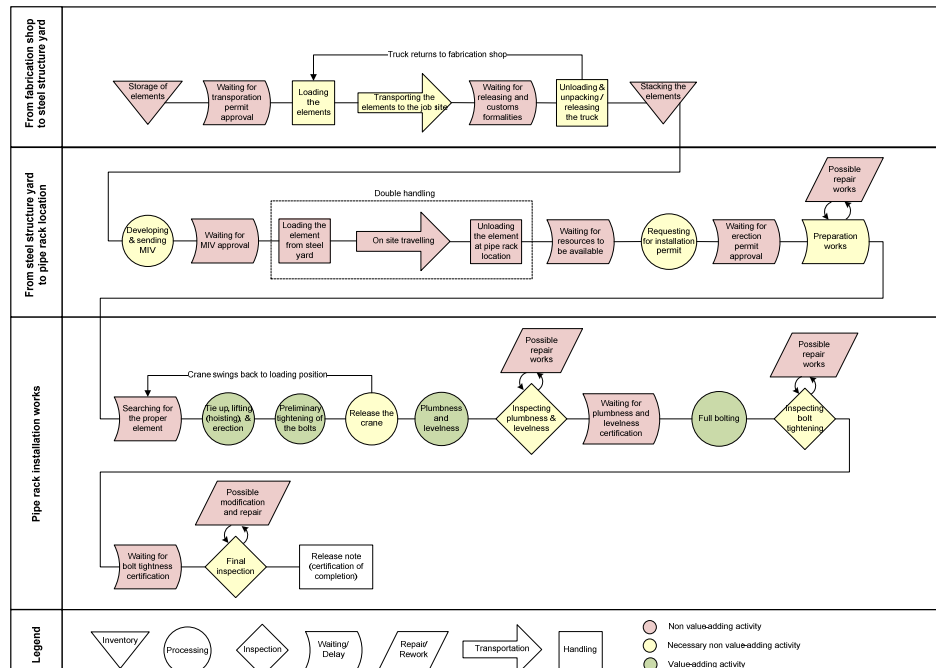 From fabrication shop
to steel structure yard
Truck returns to fabrication shop
Storage of
elements
Waiting for
transporation
permit
approval
Loading
the
elements
Transporting the
elements to the job site
Waiting for
releasing and
customs
formalities
Unloading &
unpacking /
releasing
the truck
Stacking the
elements
From steel structure yard
to pipe rack location
Double handling
Developing
& sending
MIV
Waiting for
MIV approval
Loading the
element
from steel
yard
On site travelling
Unloading
the element
at pipe rack
location
Waiting for
resources to
be available
Requesting
for installation
permit
Waiting for
erection
permit
approval
Possible
repair
works
Preparation
works
Pipe rack installation works
Crane swings back to loading position
Searching for
the proper
element
Tie up, lifting
(hoisting), &
erection
Preliminary
tightening of
the bolts
Release the
crane
Plumbness
and
levelness
Possible
repair
works
Inspecting
plumbness &
levelness
Waiting for
plumbness and
levelness
certification
Full bolting
Possible
repair
works
Inspecting
bolt
tightening
Waiting for
bolt tightness
certification
Possible
modification
and repair
Final
inspection
Release note
(certification of
completion)
Legend
Inventory
Processing
Inspection
Waiting/
Delay
Repair/
Rework
Transportation
Handling
Non value-adding activity
Necessary non value-adding activity
Value-adding activity